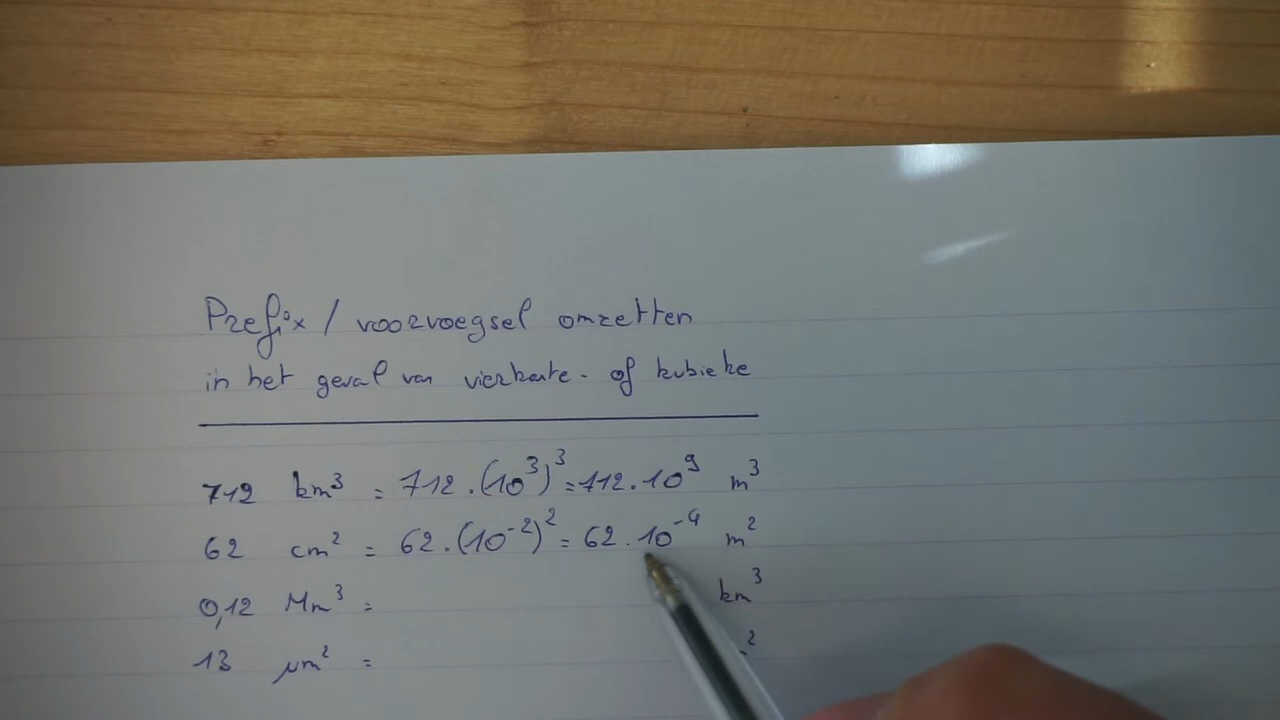 Prefix / voorvoegsel omzetten
in het geval van vierkante- of kubieke
712 km³ = 712.(10³)³ = 712.10⁹ m³
62 cm² = 62.(10⁻²)² = 62.10⁻⁴ m²
0,12 Mm³ = km³
13 μm² = ²